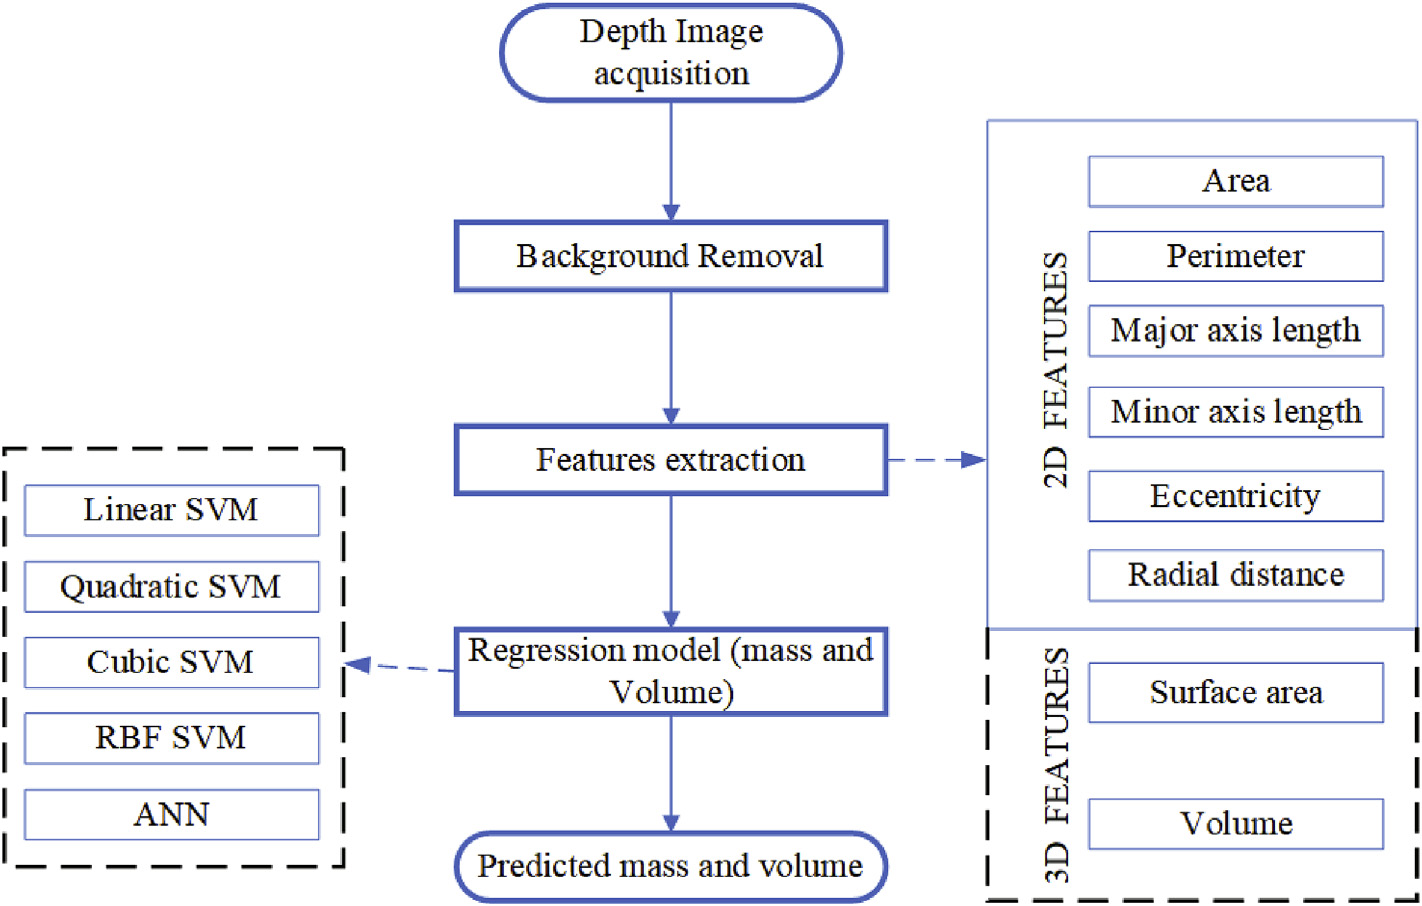 Depth Image
acquisition
Background Removal
Features extraction
Regression model (mass and
Volume)
Predicted mass and volume
Linear SVM
Quadratic SVM
Cubic SVM
RBF SVM
ANN
2D FEATURES
Area
Perimeter
Major axis length
Minor axis length
Eccentricity
Radial distance
3D FEATURES
Surface area
Volume